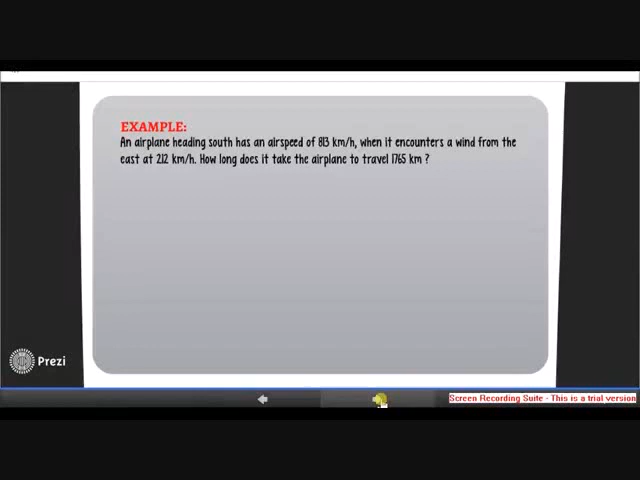 EXAMPLE:
An airplane heading south has an airspeed of 813 km/h, when it encounters a wind from the
east at 212 km/h. How long does it take the airplane to travel 1765 km ?
Prezi
Screen Recording Suite - This is a trial version